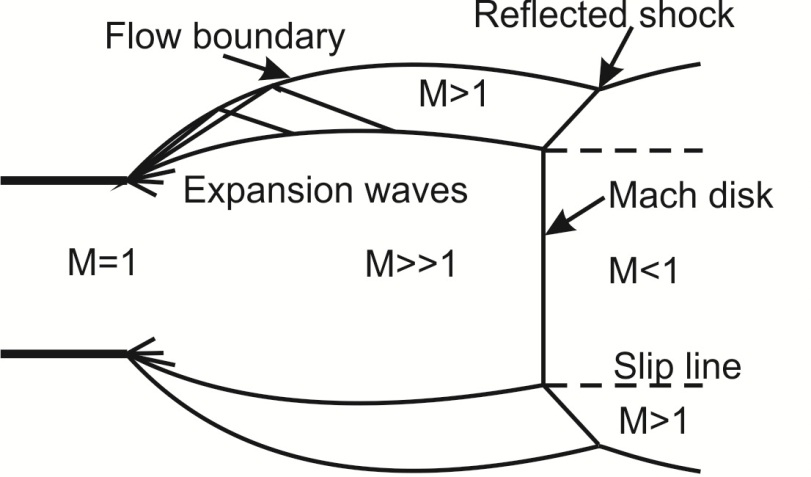 Reflected shock
Flow boundary
M>1
Expansion waves
Mach disk
M=1
M>>1
M<1
Slip line
M>1